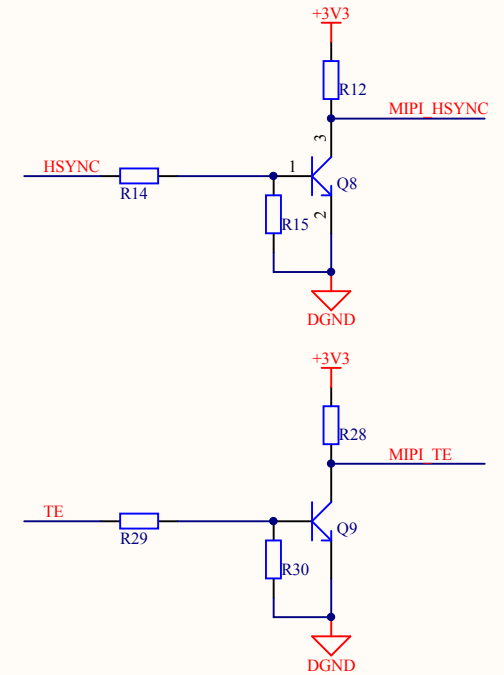 +3V3
R12
MIPI_HSYNC
3
HSYNC
1
R14
Q8
R15
2
DGND
+3V3
R28
MIPI_TE
TE
R29
Q9
R30
DGND